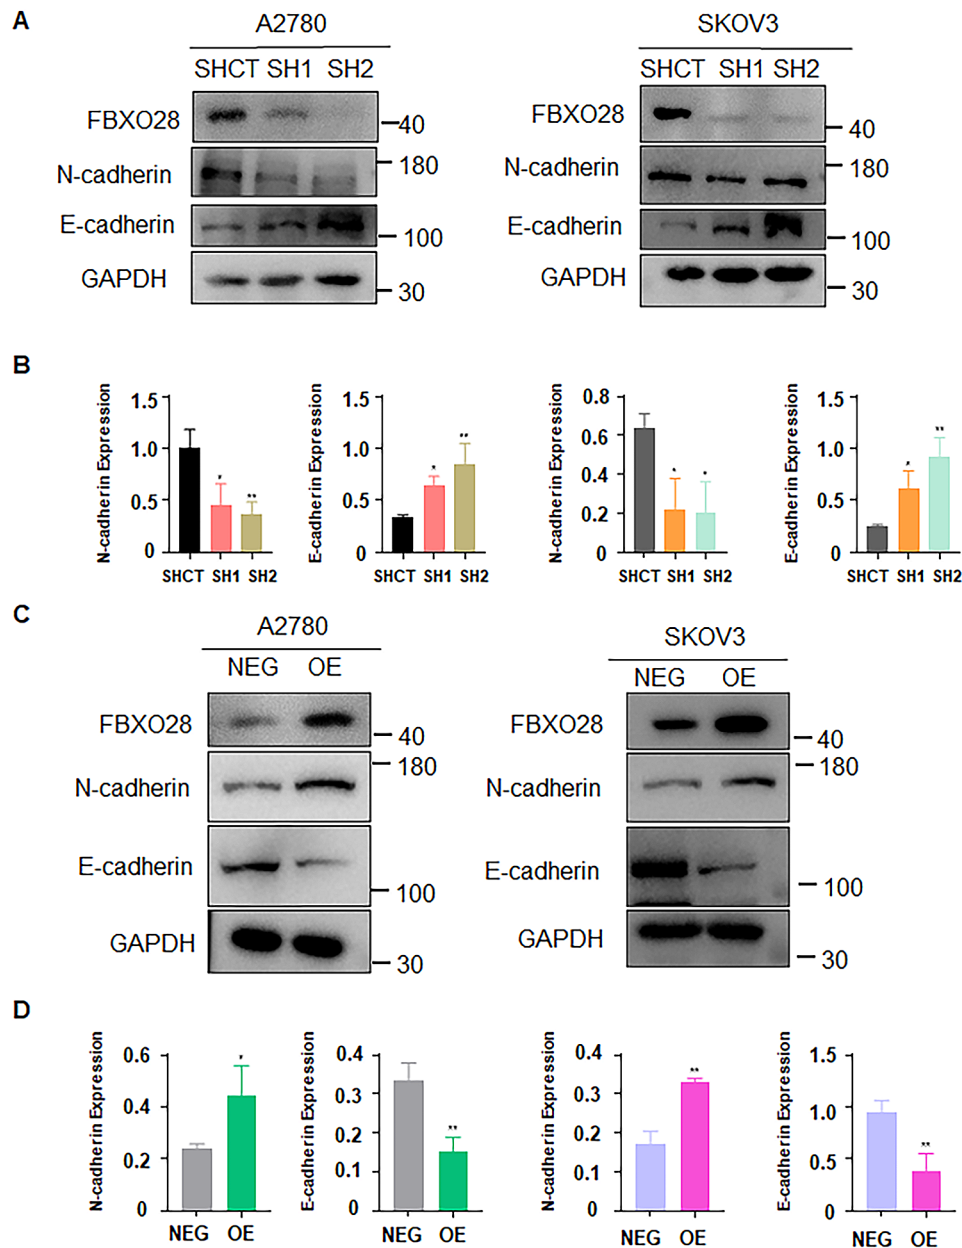 A
A2780
SKOV3
SHCT SH1 SH2
SHCT SH1 SH2
FBXO28
40
FBXO28
40
N-cadherin
180
N-cadherin
180
E-cadherin
100
E-cadherin
100
GAPDH
30
GAPDH
30
B
N-cadherin Expression
1.5
1.0
0.5
0
*
**
SHCT SH1 SH2
E-cadherin Expression
1.5
1.0
0.5
0
*
**
SHCT SH1 SH2
N-cadherin Expression
0.8
0.6
0.4
0.2
0
*
*
SHCT SH1 SH2
E-cadherin Expression
1.5
1.0
0.5
0
*
**
SHCT SH1 SH2
C
A2780
SKOV3
NEG OE
NEG OE
FBXO28
40
FBXO28
40
N-cadherin
180
N-cadherin
180
E-cadherin
100
E-cadherin
100
GAPDH
30
GAPDH
30
D
N-cadherin Expression
0.6
0.4
0.2
0
*
NEG OE
E-cadherin Expression
0.4
0.3
0.2
0.1
0
**
NEG OE
N-cadherin Expression
0.4
0.3
0.2
0.1
0
**
NEG OE
E-cadherin Expression
1.5
1.0
0.5
0
**
NEG OE